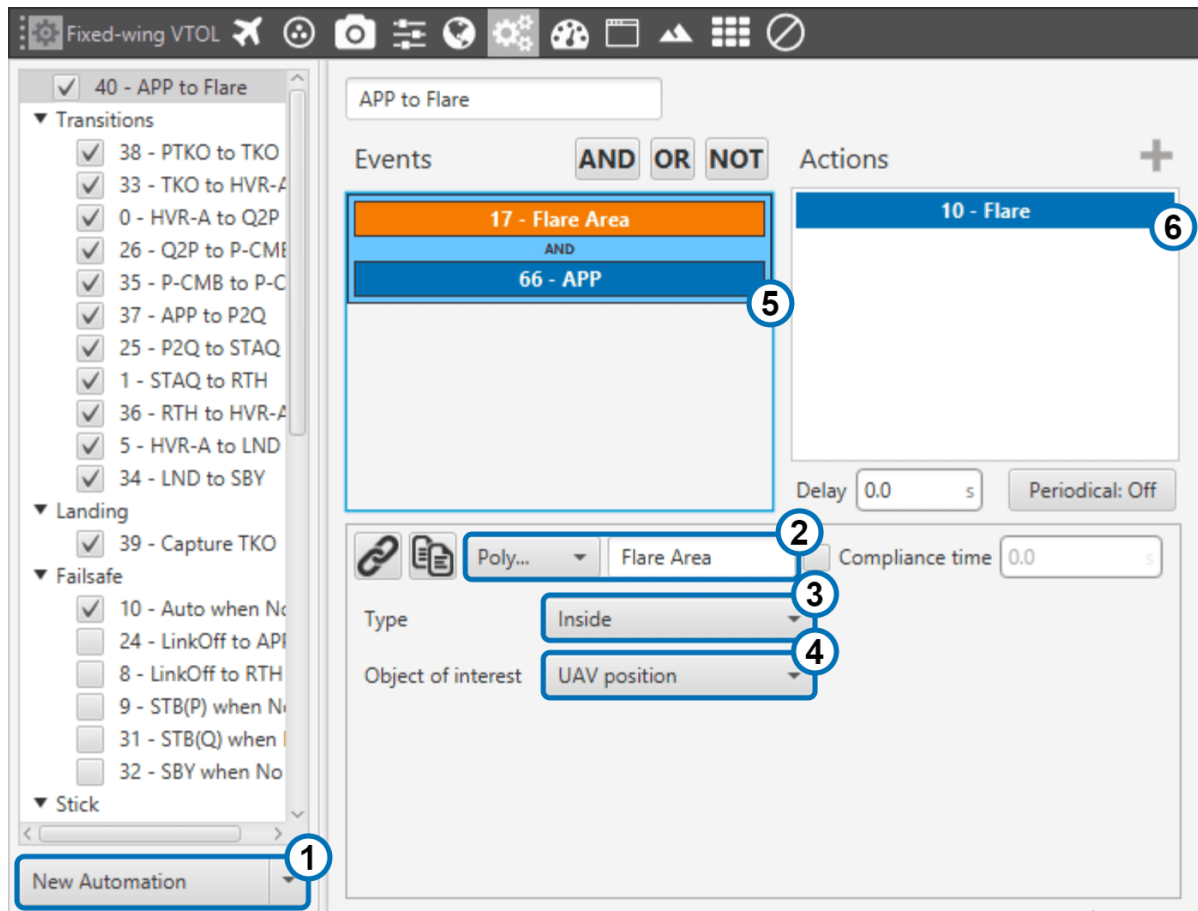 Fixed-wing VTOL
40 - APP to Flare
Transitions
38 - PTKO to TKO
33 - TKO to HVR-A
0 - HVR-A to Q2P
26 - Q2P to P-CME
35 - P-CMB to P-C
37 - APP to P2Q
25 - P2Q to STAQ
1 - STAQ to RTH
36 - RTH to HVR-A
5 - HVR-A to LND
34 - LND to SBY
Landing
39 - Capture TKO
Failsafe
10 - Auto when No
24 - LinkOff to APP
8 - LinkOff to RTH
9 - STB(P) when No
31 - STB(Q) when
32 - SBY when No
Stick
1
New Automation
APP to Flare
Events AND OR NOT
17 - Flare Area
AND
66 - APP
5
Actions
10 - Flare
6
Delay 0.0 s Periodical: Off
2
Poly... Flare Area Compliance time 0.0 s
3
Type Inside
4
Object of interest UAV position